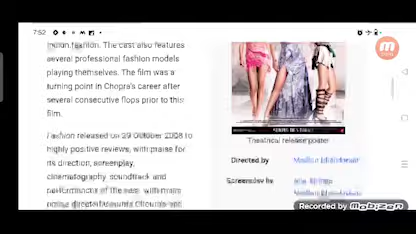 7:52
Indian fashion. The cast also features
several professional fashion models
playing themselves. The film was a
turning point in Chopra's career after
several consecutive flops prior to this
film.
Fashion released on 29 October 2008 to
highly positive reviews, with praise for
its direction, screenplay,
cinematography, soundtrack and
performances of the
Theatrical release poster
Directed by
Screenplay by
Recorded by Mobizen